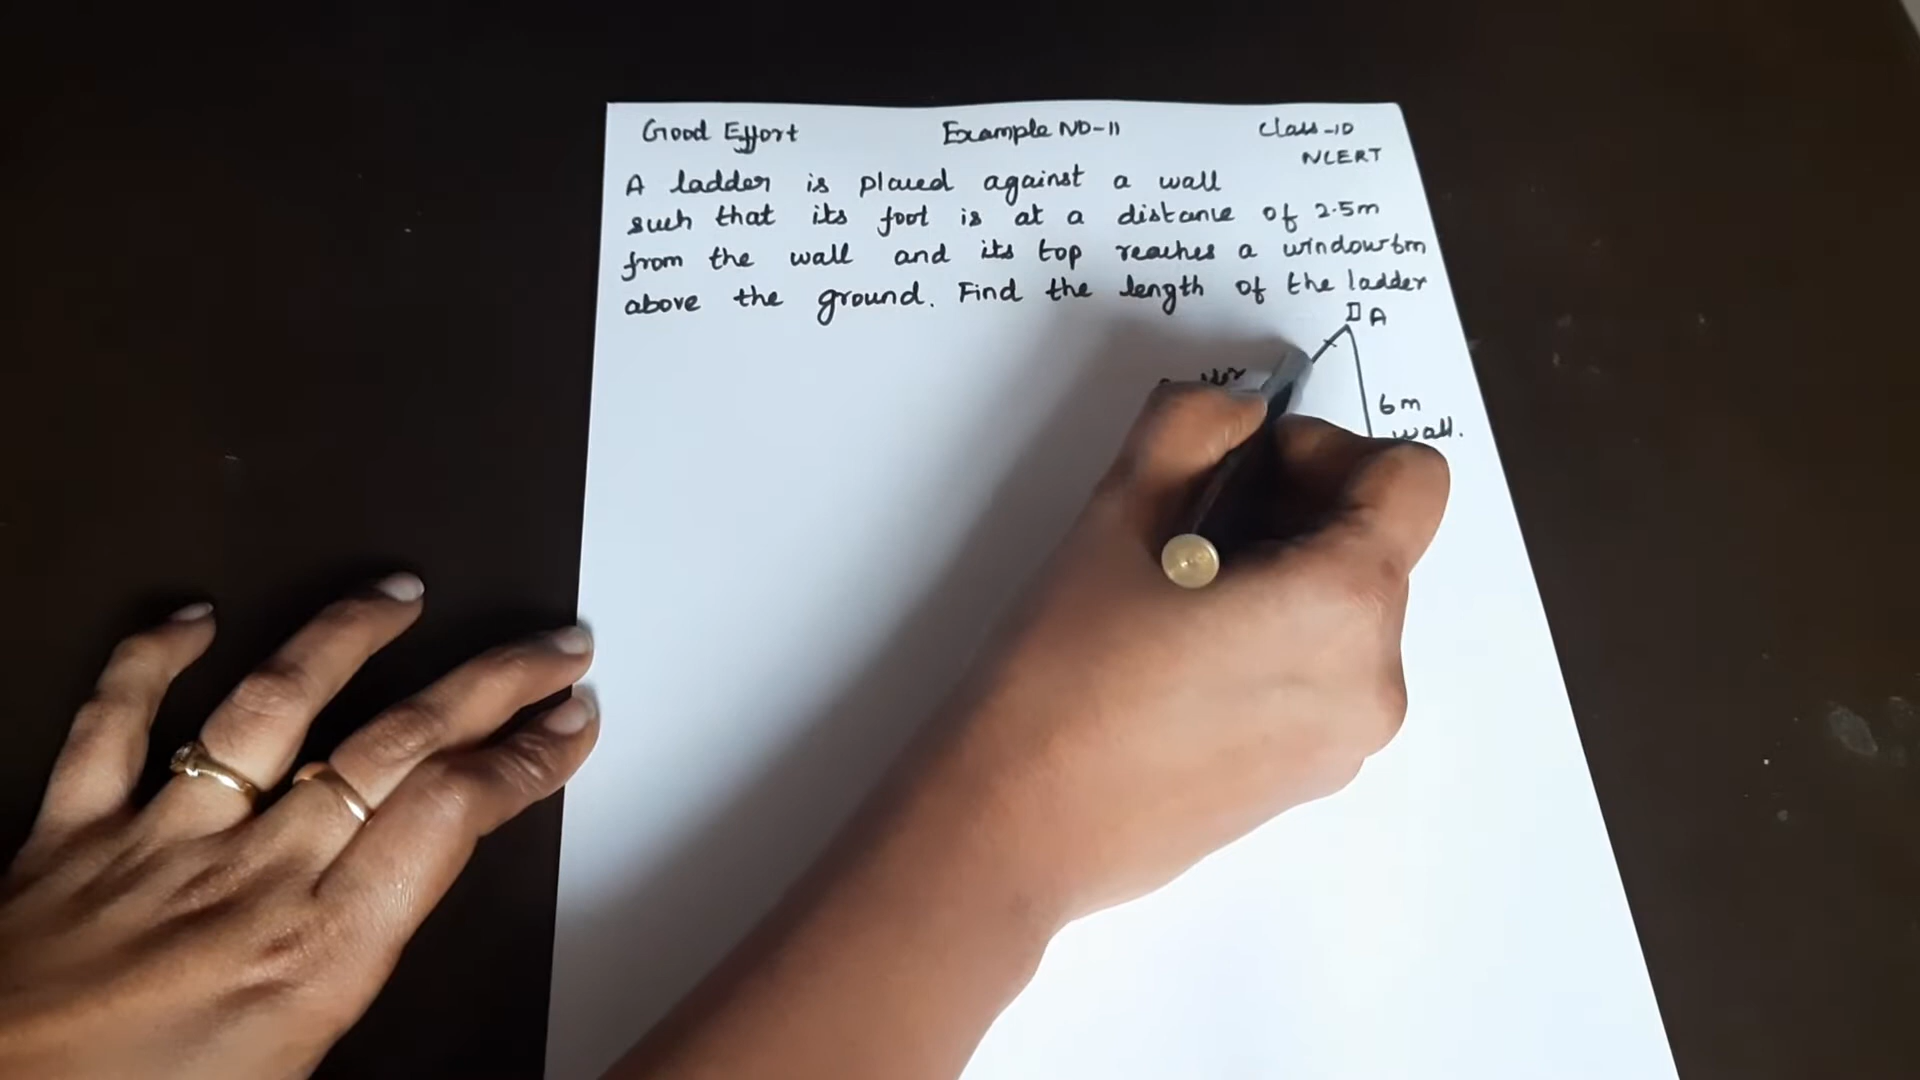 Good Effort Example NO-11 Class-10
NCERT
A ladder is placed against a wall
such that its foot is at a distance of 2.5m
from the wall and its top reaches a window 6m
above the ground. Find the length of the ladder
A
6m
wall.